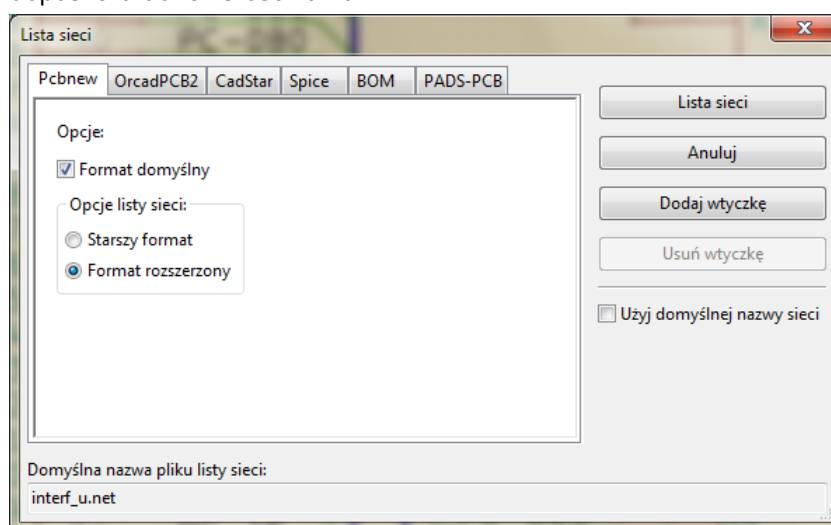 Lista sieci
Pcbnew OrcadPCB2 CadStar Spice BOM PADS-PCB
Opcje:
Format domyślny
Opcje listy sieci:
Starszy format
Format rozszerzony
Lista sieci
Anuluj
Dodaj wtyczkę
Usuń wtyczkę
Użyj domyślnej nazwy sieci
Domyślna nazwa pliku listy sieci:
interf_u.net